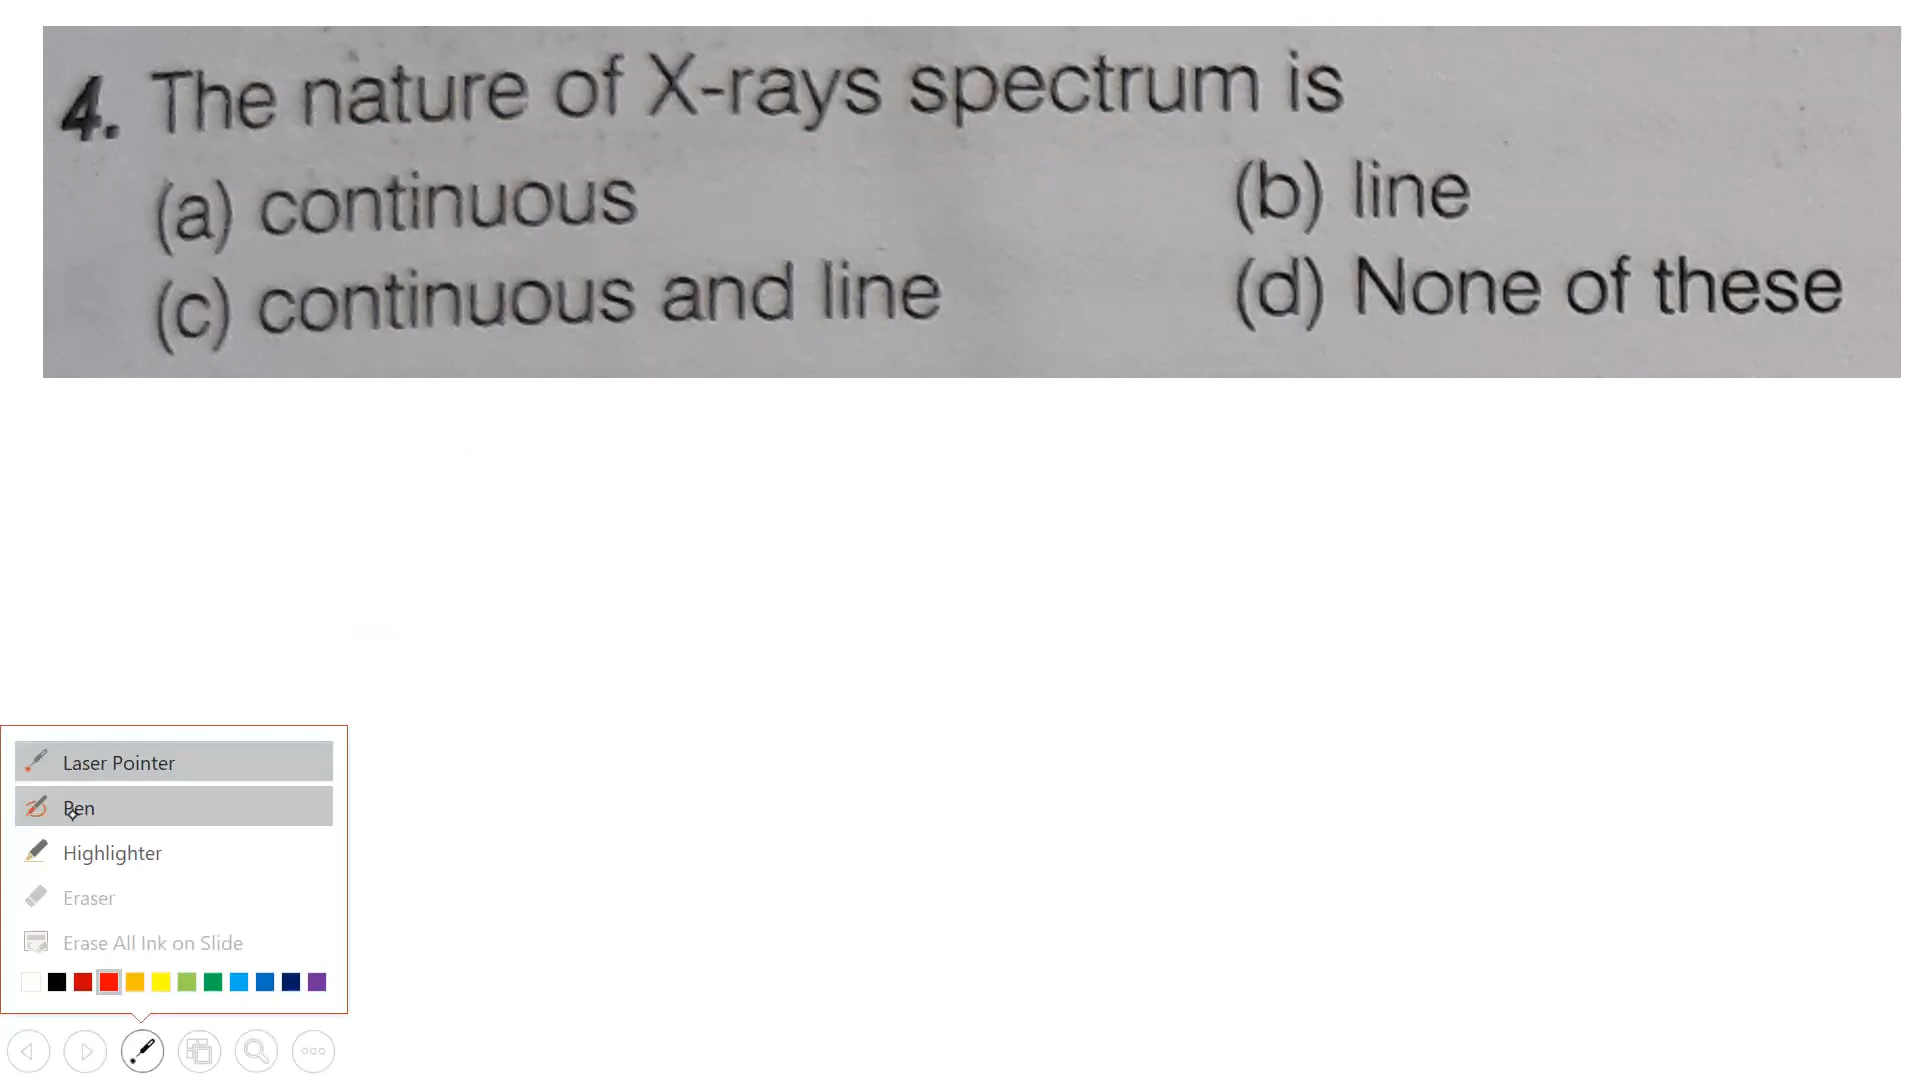 4. The nature of X-rays spectrum is
(a) continuous (b) line
(c) continuous and line (d) None of these
Laser Pointer
Pen
Highlighter
Eraser
Erase All Ink on Slide